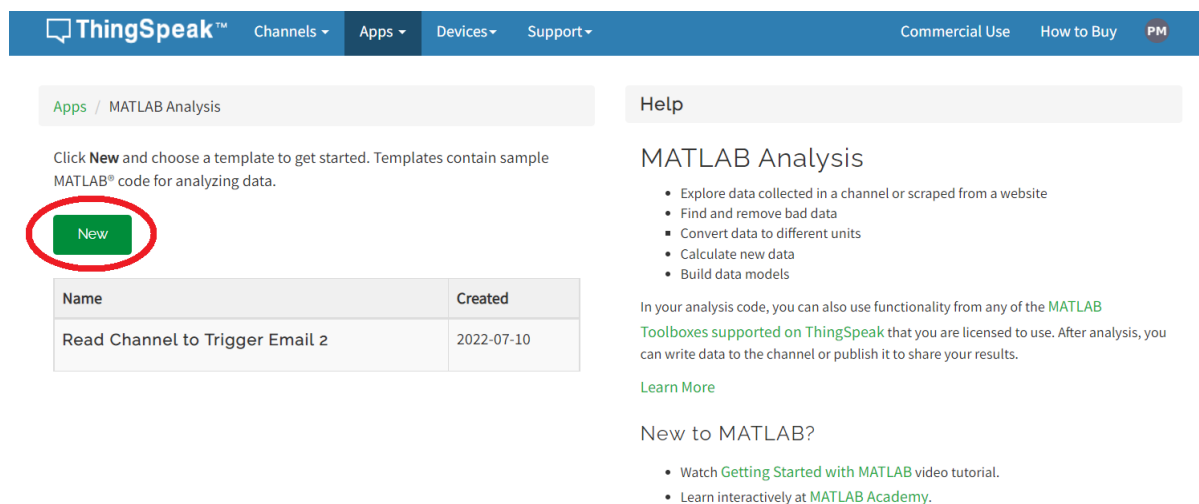 ThingSpeak™ Channels Apps Devices Support Commercial Use How to Buy PM
Apps / MATLAB Analysis
Click New and choose a template to get started. Templates contain sample
MATLAB® code for analyzing data.
New
Name Created
Read Channel to Trigger Email 2 2022-07-10
Help
MATLAB Analysis
• Explore data collected in a channel or scraped from a website
• Find and remove bad data
▪ Convert data to different units
• Calculate new data
• Build data models
In your analysis code, you can also use functionality from any of the MATLAB
Toolboxes supported on ThingSpeak that you are licensed to use. After analysis, you
can write data to the channel or publish it to share your results.
Learn More
New to MATLAB?
• Watch Getting Started with MATLAB video tutorial.
• Learn interactively at MATLAB Academy.